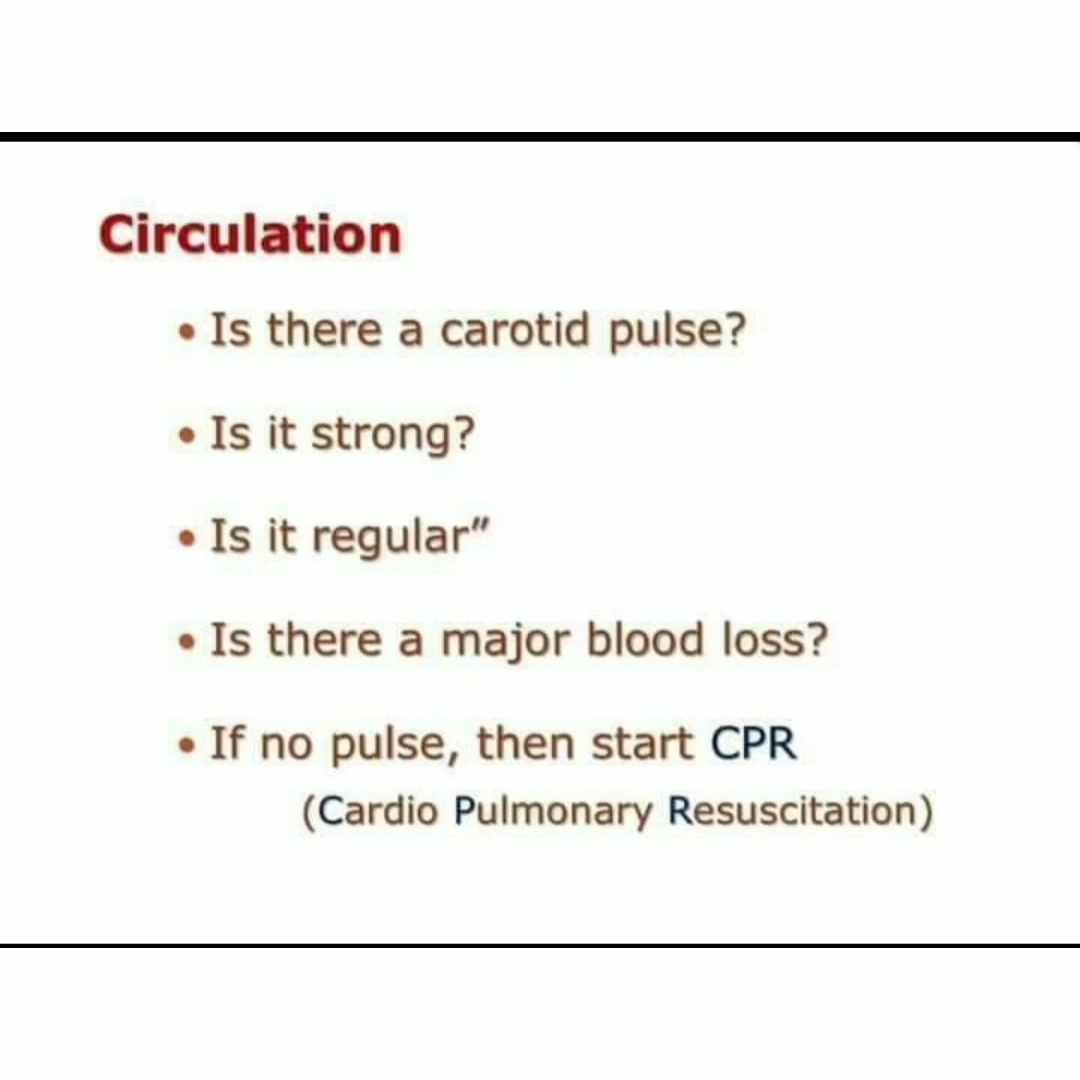 Circulation
• Is there a carotid pulse?
• Is it strong?
• Is it regular”
• Is there a major blood loss?
• If no pulse, then start CPR
(Cardio Pulmonary Resuscitation)